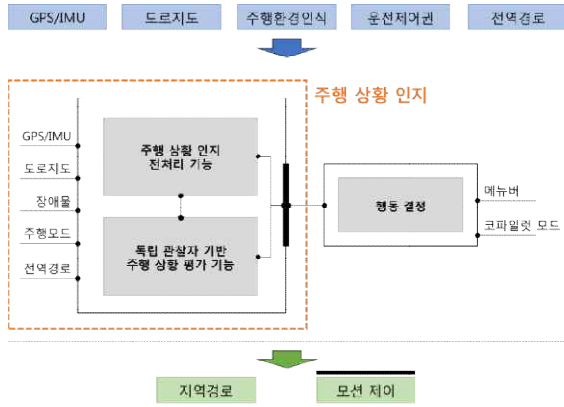 GPS/IMU
도로지도
주행환경인식
운전제어권
전역경로
주행 상황 인지
GPS/IMU
도로지도
장애물
주행모드
전역경로
주행 상황 인지
전처리 기능
독립 관찰자 기반
주행 상황 평가 기능
행동 결정
메뉴버
코파일럿 모드
지역경로
모션 제어